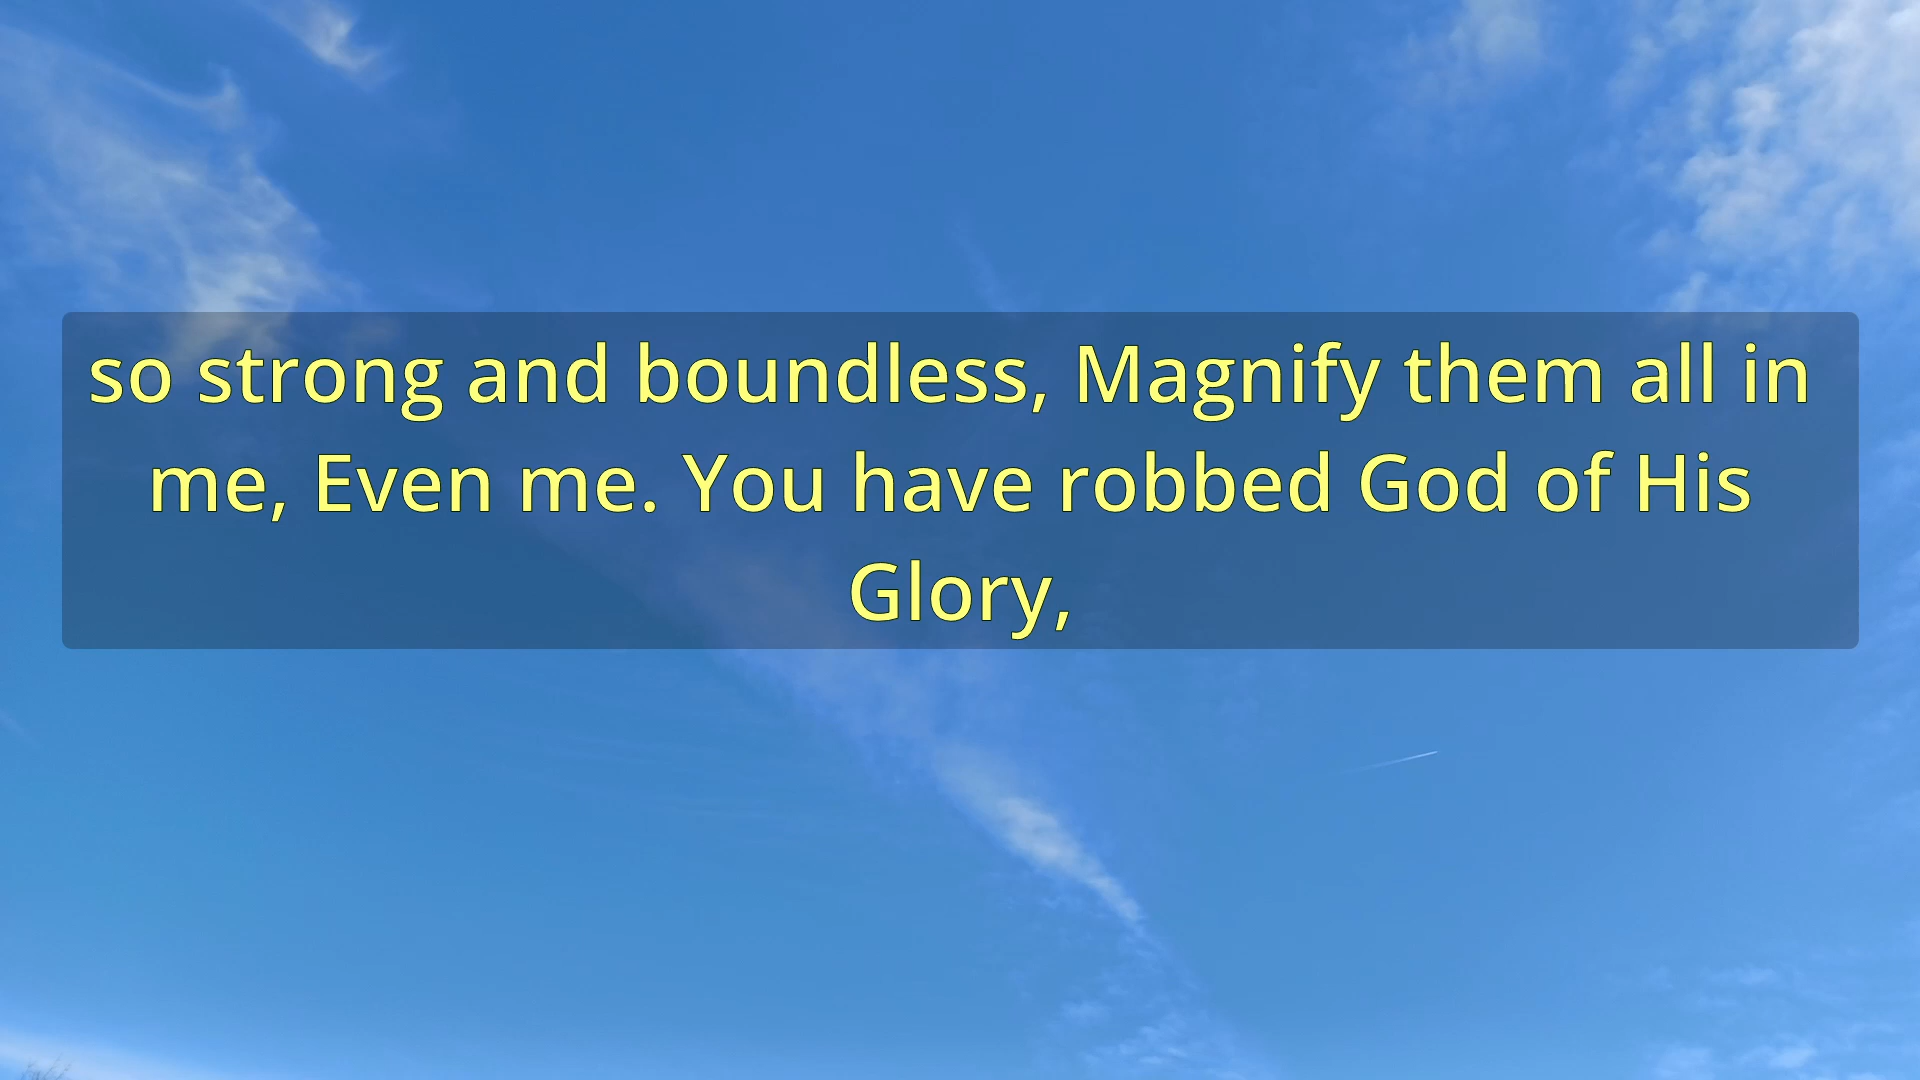 so strong and boundless, Magnify them all in
me, Even me. You have robbed God of His
Glory,